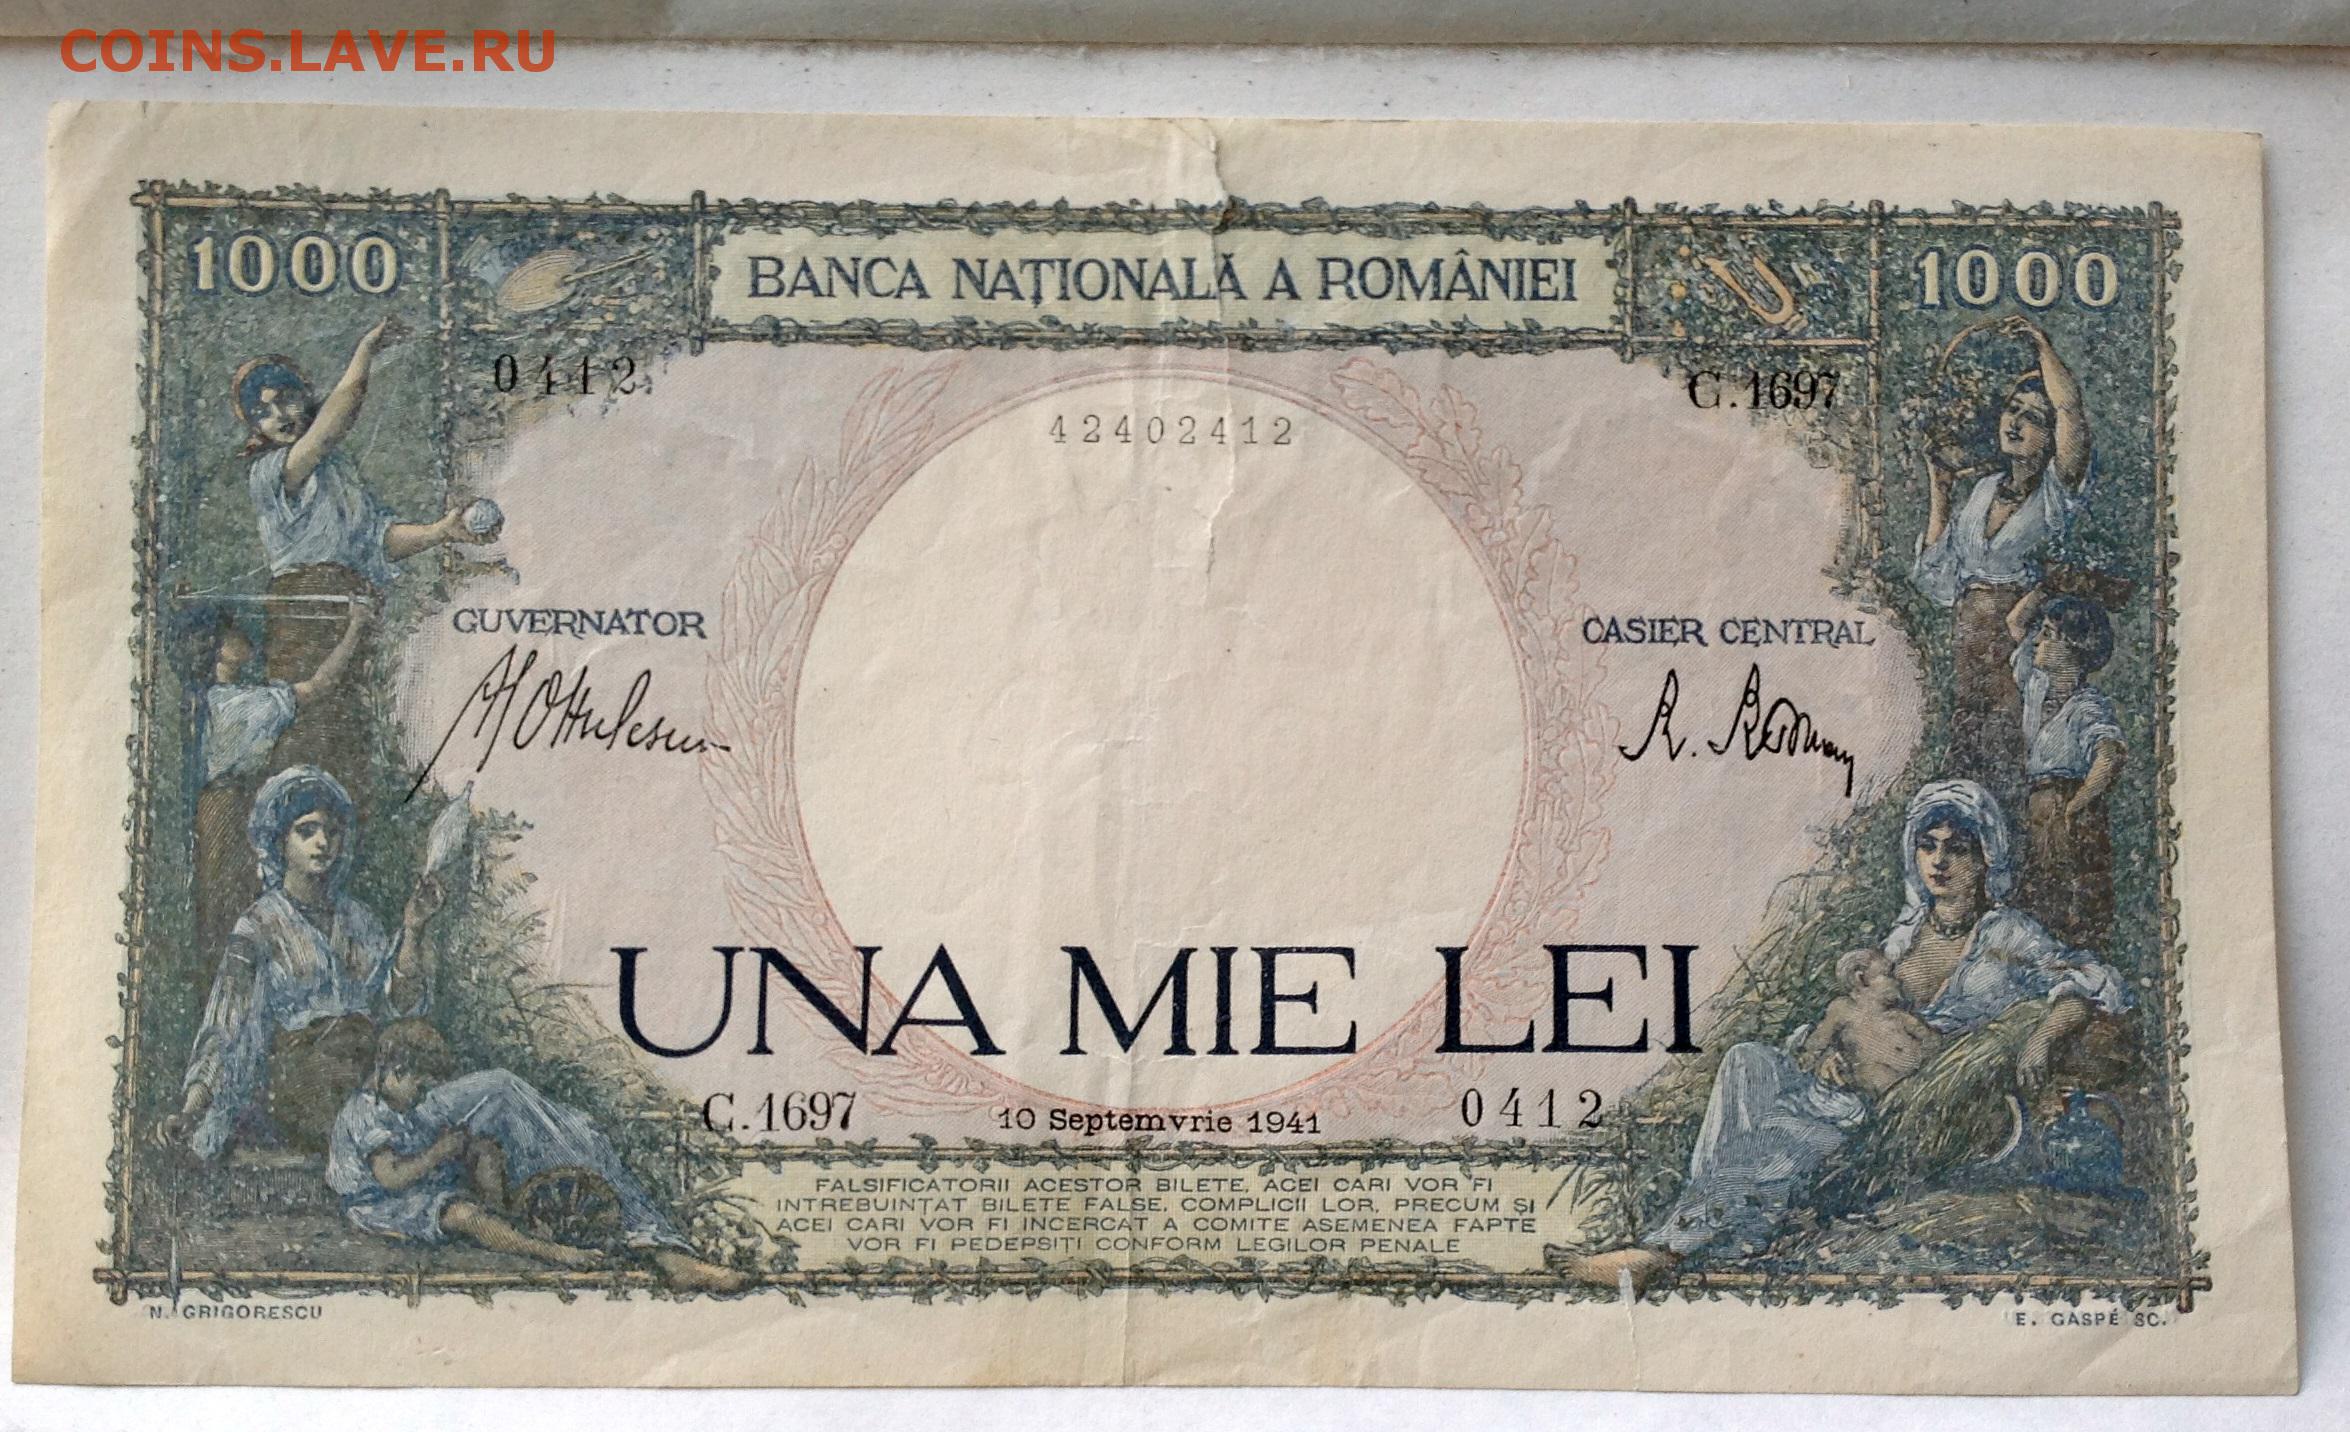 COINS.LAVE.RU
1000
BANCA NAȚIONALĂ A ROMÂNIEI
1000
0412
C.1697
42402412
GUVERNATOR
CASIER CENTRAL
UNA MIE LEI
C.1697
10 Septemvrie 1941
0412
FALSIFICATORII ACESTOR BILETE, ACEI CARI VOR FI
INTREBUINȚAT BILETE FALSE, COMPLICII LOR, PRECUM ȘI
ACEI CARI VOR FI INCERCAT A COMITE ASEMENEA FAPTE
VOR FI PEDEPSIȚI CONFORM LEGILOR PENALE
N. GRIGORESCU
E. GASPÉ SC.